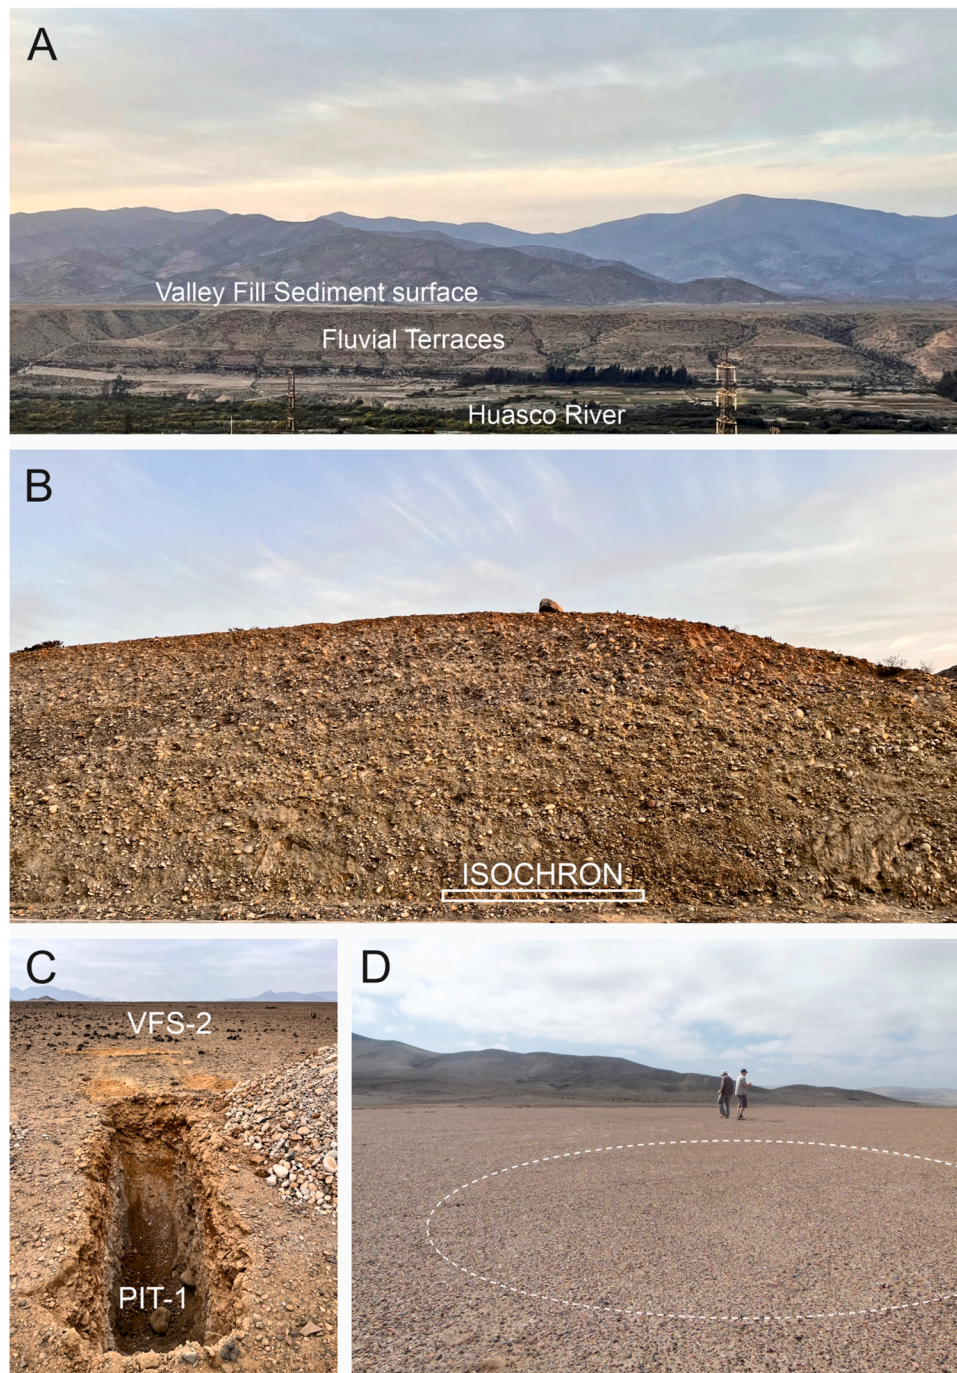 A
Valley Fill Sediment surface
Fluvial Terraces
Huasco River
B
ISOCHRON
C
VFS-2
PIT-1
D